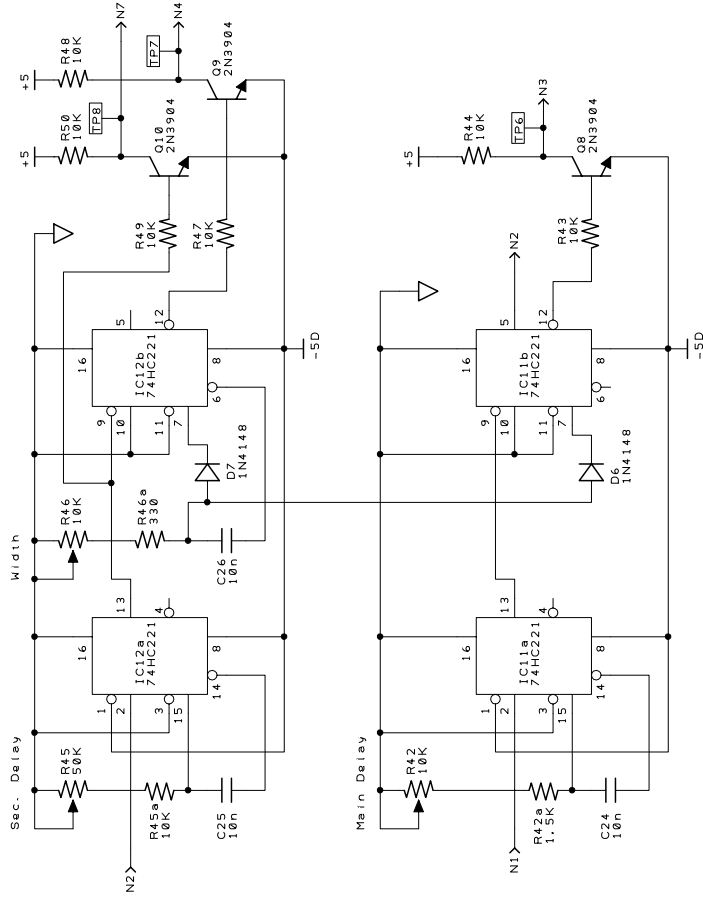 N7
N4
+5
R48
10K
TP7
+5
R50
10K
TP8
Q9
2N3904
Q10
2N3904
R49
10K
R47
10K
5
12
16
IC12b
74HC221
8
6
-5D
9
10
11
7
D7
1N4148
Width
R46
10K
R46a
330
C26
10n
13
4
16
IC12a
74HC221
8
14
1
2
3
15
Sec. Delay
R45
50K
R45a
10K
C25
10n
N2
+5
R44
10K
TP6
N3
Q8
2N3904
R43
10K
N2
5
12
16
IC11b
74HC221
8
6
-5D
9
10
11
7
D6
1N4148
13
4
16
IC11a
74HC221
8
14
1
2
3
15
Main Delay
R42
10K
R42a
1.5K
C24
10n
N1